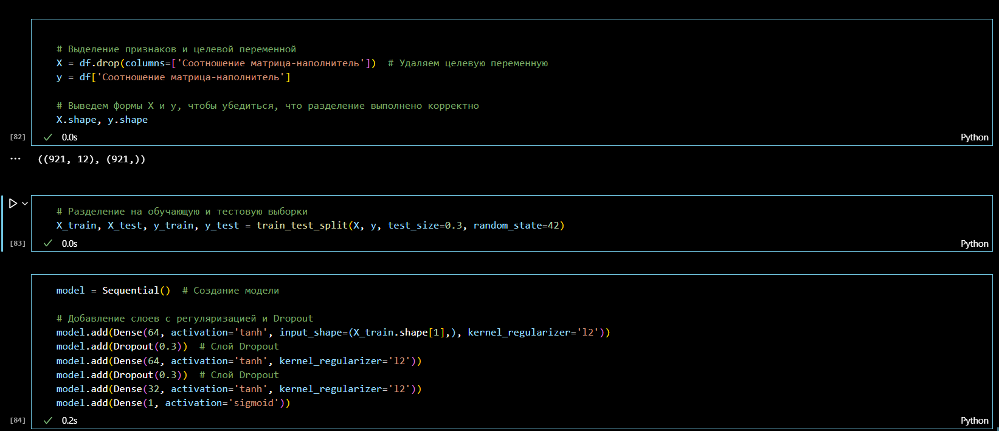 # Выделение признаков и целевой переменной
X = df.drop(columns=['Соотношение матрица-наполнитель'])  # Удаляем целевую переменную
y = df['Соотношение матрица-наполнитель']
# Выведем формы X и y, чтобы убедиться, что разделение выполнено корректно
X.shape, y.shape
[82] ✓ 0.0s Python
... ((921, 12), (921,))
# Разделение на обучающую и тестовую выборки
X_train, X_test, y_train, y_test = train_test_split(X, y, test_size=0.3, random_state=42)
[83] ✓ 0.0s Python
model = Sequential()  # Создание модели
# Добавление слоев с регуляризацией и Dropout
model.add(Dense(64, activation='tanh', input_shape=(X_train.shape[1],), kernel_regularizer='l2'))
model.add(Dropout(0.3))  # Слой Dropout
model.add(Dense(64, activation='tanh', kernel_regularizer='l2'))
model.add(Dropout(0.3))  # Слой Dropout
model.add(Dense(32, activation='tanh', kernel_regularizer='l2'))
model.add(Dense(1, activation='sigmoid'))
[84] ✓ 0.2s Python